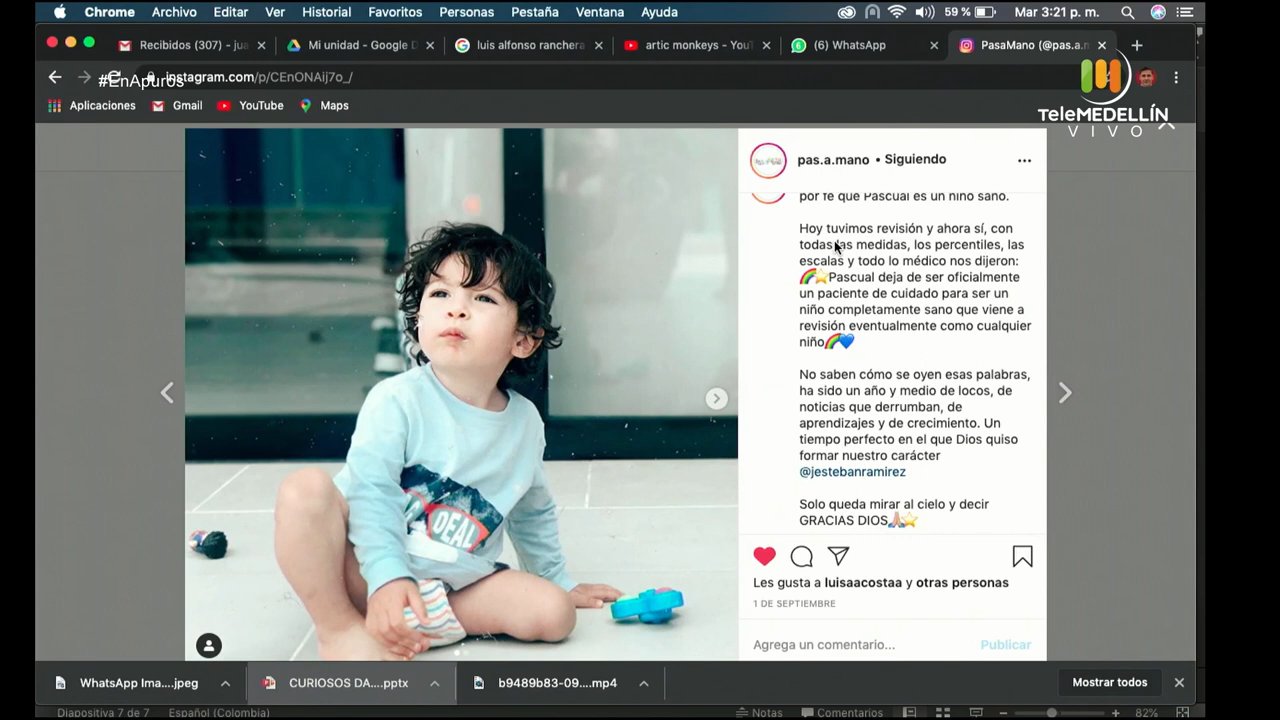 Chrome Archivo Editar Ver Historial Favoritos Personas Pestaña Ventana Ayuda 59 % Mar 3:21 p. m.
Recibidos (307) - jua
Mi unidad - Google D
luis alfonso ranchera
artic monkeys - YouT
(6) WhatsApp
PasaMano (@pas.a.m
#EnApuros
instagram.com/p/CEnONAij7o_/
Aplicaciones Gmail YouTube Maps
TeleMEDELLÍN
VIVO
pas.a.mano • Siguiendo
por fe que Pascual es un niño sano.
Hoy tuvimos revisión y ahora sí, con
todas las medidas, los percentiles, las
escalas y todo lo médico nos dijeron:
🌈⭐Pascual deja de ser oficialmente
un paciente de cuidado para ser un
niño completamente sano que viene a
revisión eventualmente como cualquier
niño🌈💙
No saben cómo se oyen esas palabras,
ha sido un año y medio de locos, de
noticias que derrumban, de
aprendizajes y de crecimiento. Un
tiempo perfecto en el que Dios quiso
formar nuestro carácter
@jestebanramirez
Solo queda mirar al cielo y decir
GRACIAS DIOS🙏🏼⭐
DEAL
Les gusta a luisaacostaa y otras personas
1 DE SEPTIEMBRE
Agrega un comentario... Publicar
WhatsApp Ima....jpeg
CURIOSOS DA....pptx
b9489b83-09....mp4
Mostrar todos
Diapositiva 7 de 7 Español (Colombia) Notas Comentarios 82%